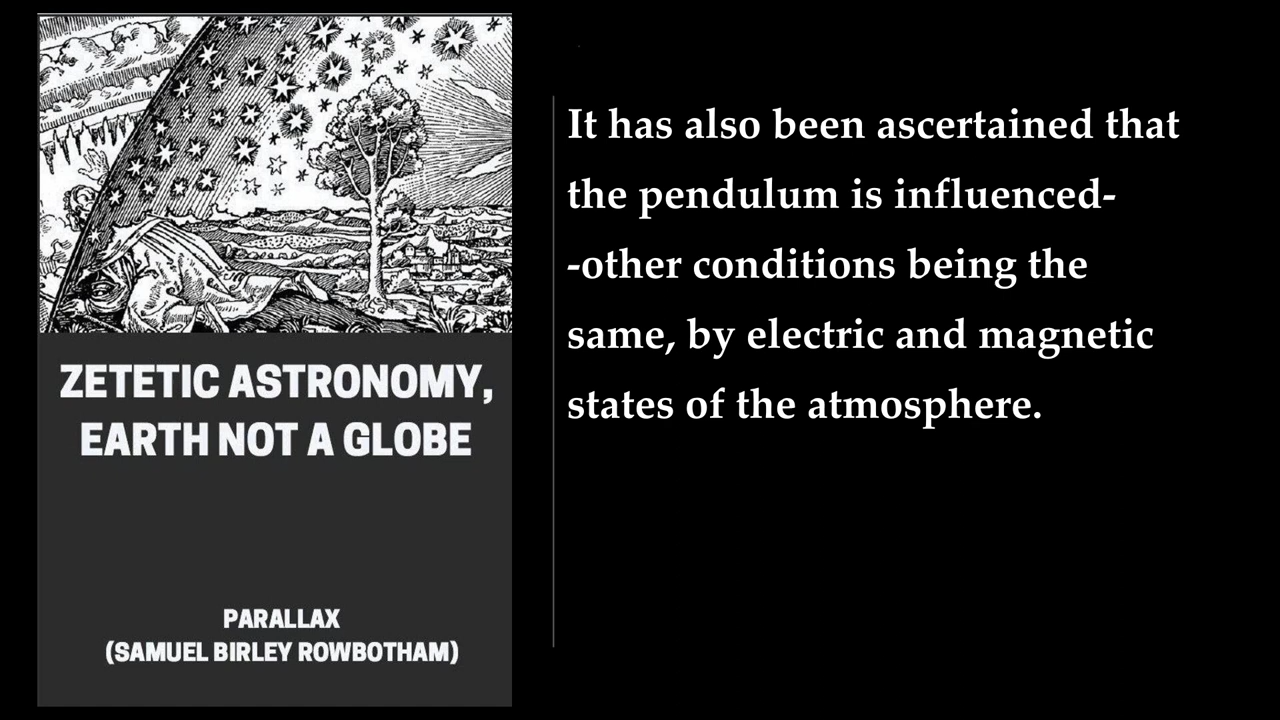 ZETETIC ASTRONOMY,
EARTH NOT A GLOBE
PARALLAX
(SAMUEL BIRLEY ROWBOTHAM)
It has also been ascertained that
the pendulum is influenced-
-other conditions being the
same, by electric and magnetic
states of the atmosphere.